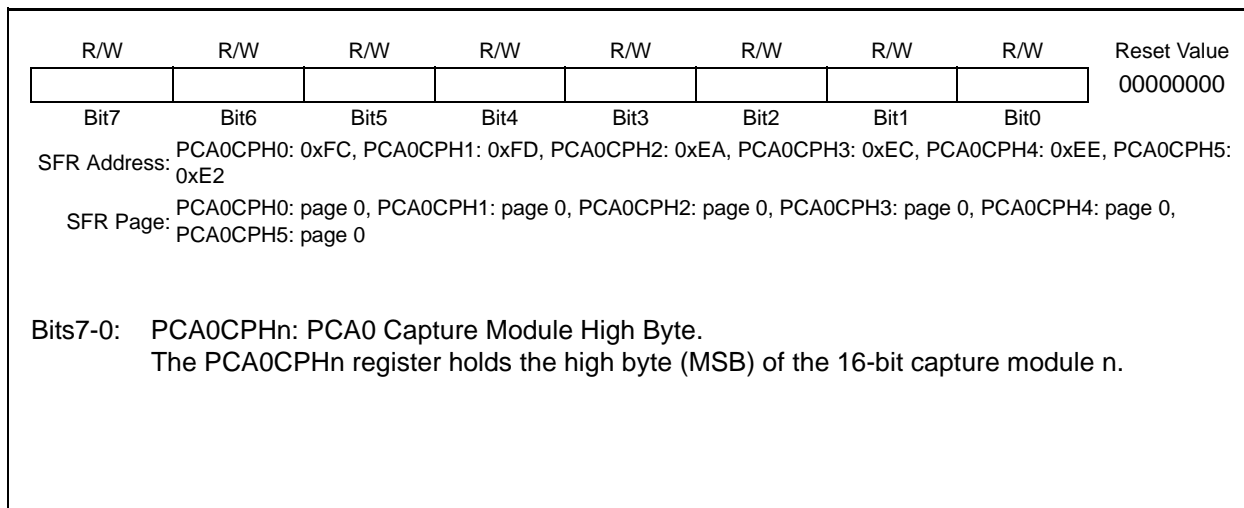 R/W R/W R/W R/W R/W R/W R/W R/W Reset Value
00000000
Bit7 Bit6 Bit5 Bit4 Bit3 Bit2 Bit1 Bit0
SFR Address: PCA0CPH0: 0xFC, PCA0CPH1: 0xFD, PCA0CPH2: 0xEA, PCA0CPH3: 0xEC, PCA0CPH4: 0xEE, PCA0CPH5:
0xE2
SFR Page: PCA0CPH0: page 0, PCA0CPH1: page 0, PCA0CPH2: page 0, PCA0CPH3: page 0, PCA0CPH4: page 0,
PCA0CPH5: page 0
Bits7-0: PCA0CPHn: PCA0 Capture Module High Byte.
The PCA0CPHn register holds the high byte (MSB) of the 16-bit capture module n.